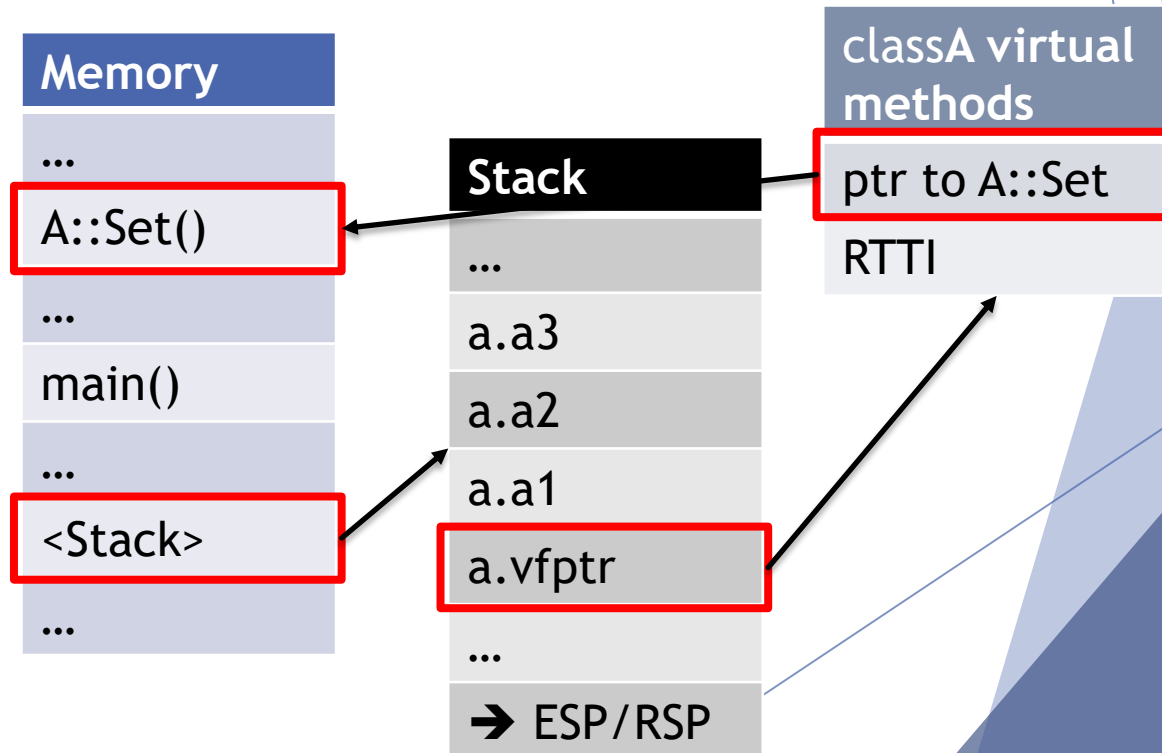 Memory
…
A::Set()
…
main()
…
<Stack>
…
Stack
…
a.a3
a.a2
a.a1
a.vfptr
…
➔ ESP/RSP
classA virtual
methods
ptr to A::Set
RTTI